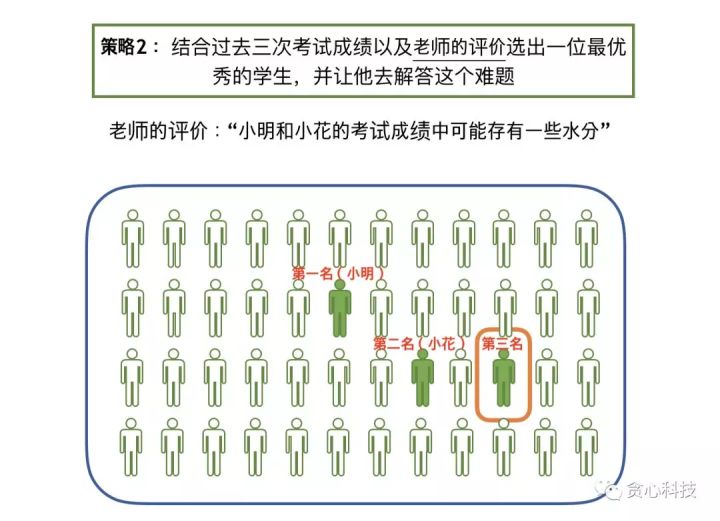 策略2： 结合过去三次考试成绩以及老师的评价选出一位最优
秀的学生，并让他去解答这个难题
老师的评价：“小明和小花的考试成绩中可能存有一些水分”
第一名（小明）
第二名（小花）
第三名
贪心科技